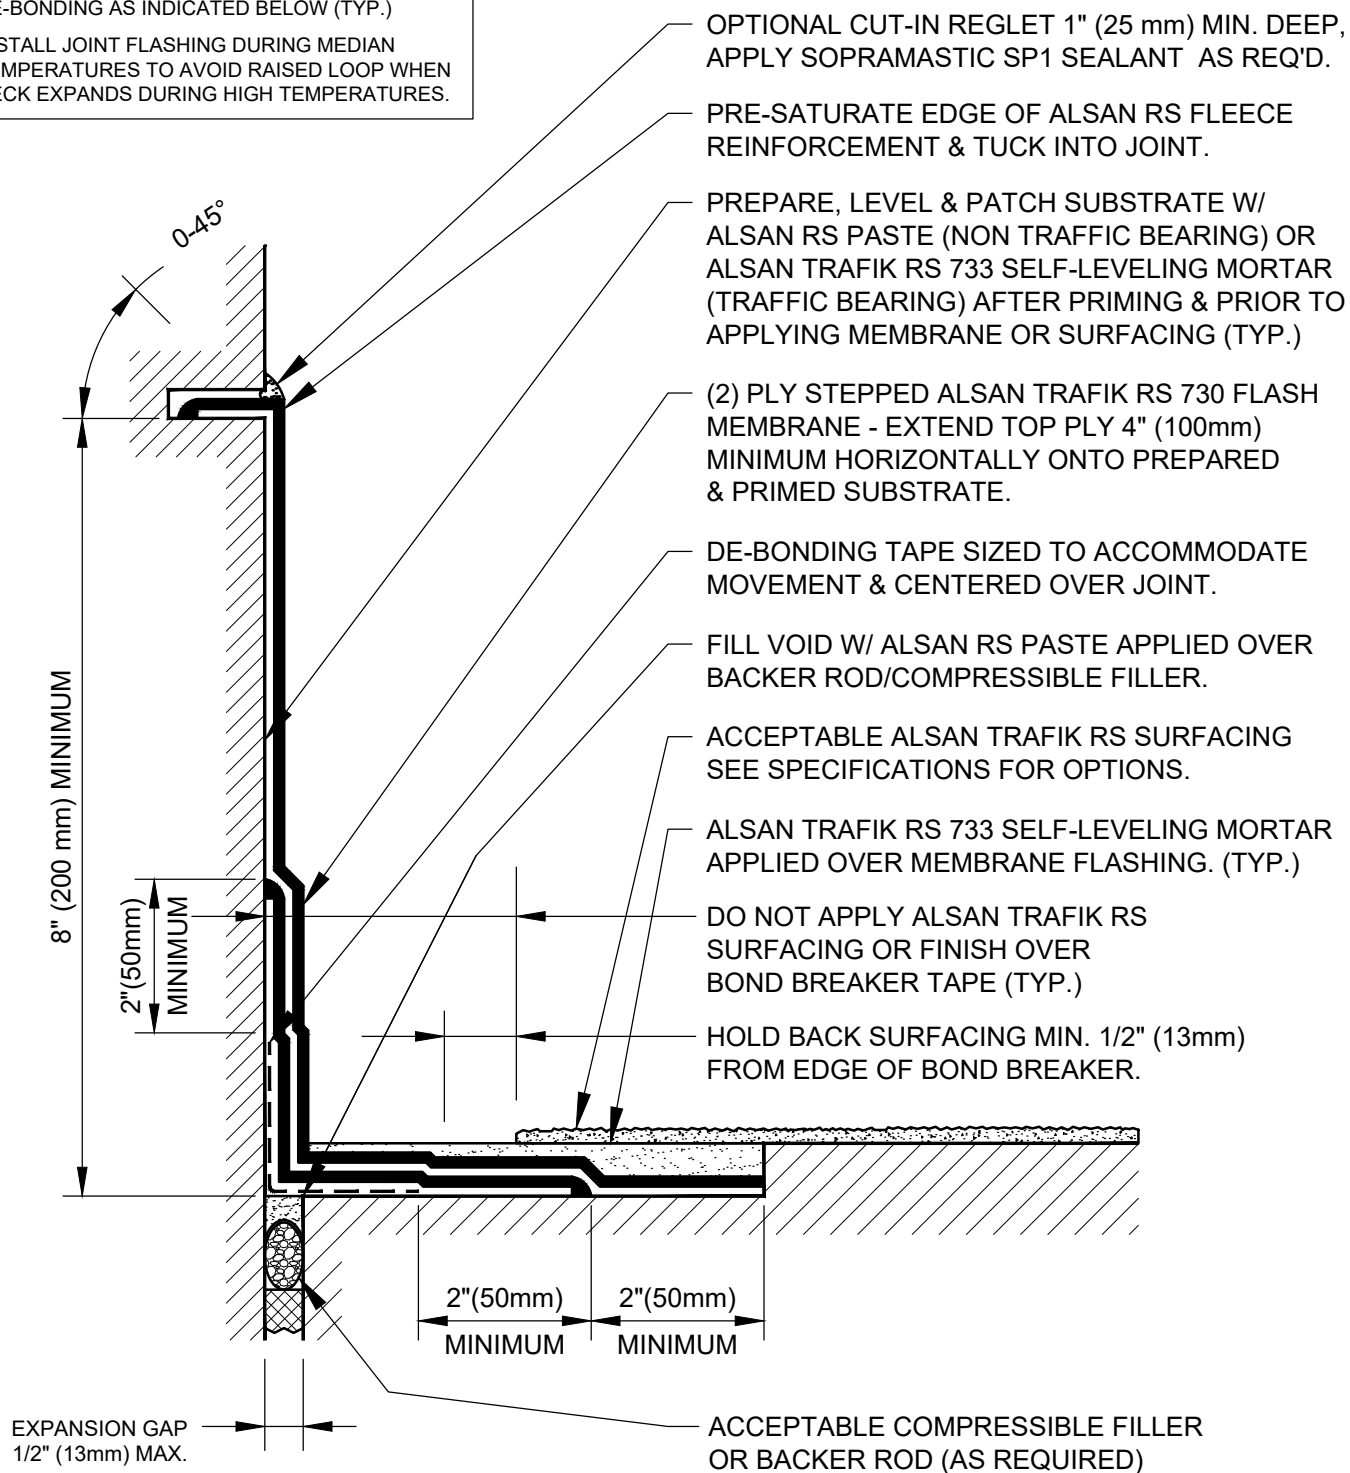 E-BONDING AS INDICATED BELOW (TYP.)
STALL JOINT FLASHING DURING MEDIAN
EMPERATURES TO AVOID RAISED LOOP WHEN
ECK EXPANDS DURING HIGH TEMPERATURES.
OPTIONAL CUT-IN REGLET 1" (25 mm) MIN. DEEP,
APPLY SOPRAMASTIC SP1 SEALANT AS REQ'D.
PRE-SATURATE EDGE OF ALSAN RS FLEECE
REINFORCEMENT & TUCK INTO JOINT.
PREPARE, LEVEL & PATCH SUBSTRATE W/
ALSAN RS PASTE (NON TRAFFIC BEARING) OR
ALSAN TRAFIK RS 733 SELF-LEVELING MORTAR
(TRAFFIC BEARING) AFTER PRIMING & PRIOR TO
APPLYING MEMBRANE OR SURFACING (TYP.)
(2) PLY STEPPED ALSAN TRAFIK RS 730 FLASH
MEMBRANE - EXTEND TOP PLY 4" (100mm)
MINIMUM HORIZONTALLY ONTO PREPARED
& PRIMED SUBSTRATE.
DE-BONDING TAPE SIZED TO ACCOMMODATE
MOVEMENT & CENTERED OVER JOINT.
FILL VOID W/ ALSAN RS PASTE APPLIED OVER
BACKER ROD/COMPRESSIBLE FILLER.
ACCEPTABLE ALSAN TRAFIK RS SURFACING
SEE SPECIFICATIONS FOR OPTIONS.
ALSAN TRAFIK RS 733 SELF-LEVELING MORTAR
APPLIED OVER MEMBRANE FLASHING. (TYP.)
DO NOT APPLY ALSAN TRAFIK RS
SURFACING OR FINISH OVER
BOND BREAKER TAPE (TYP.)
HOLD BACK SURFACING MIN. 1/2" (13mm)
FROM EDGE OF BOND BREAKER.
0-45°
8" (200 mm) MINIMUM
2"(50mm)
MINIMUM
2"(50mm)
MINIMUM
2"(50mm)
MINIMUM
EXPANSION GAP
1/2" (13mm) MAX.
ACCEPTABLE COMPRESSIBLE FILLER
OR BACKER ROD (AS REQUIRED)